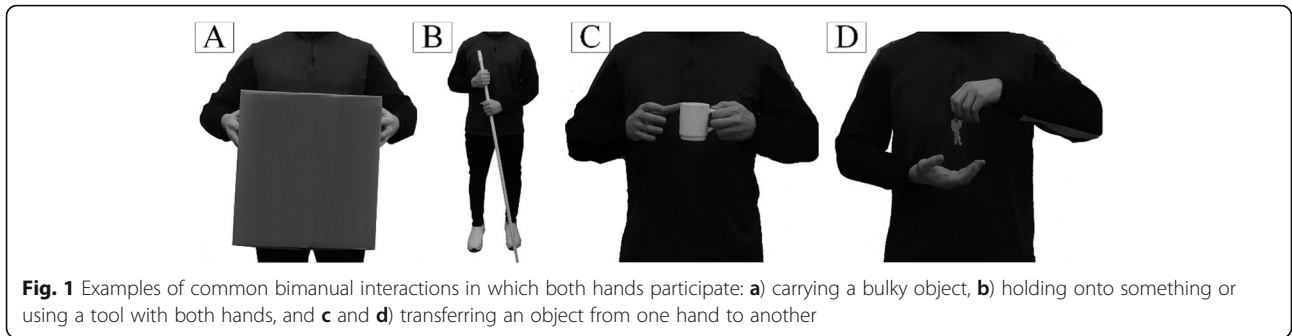 A B C D
Fig. 1 Examples of common bimanual interactions in which both hands participate: a) carrying a bulky object, b) holding onto something or
using a tool with both hands, and c and d) transferring an object from one hand to another